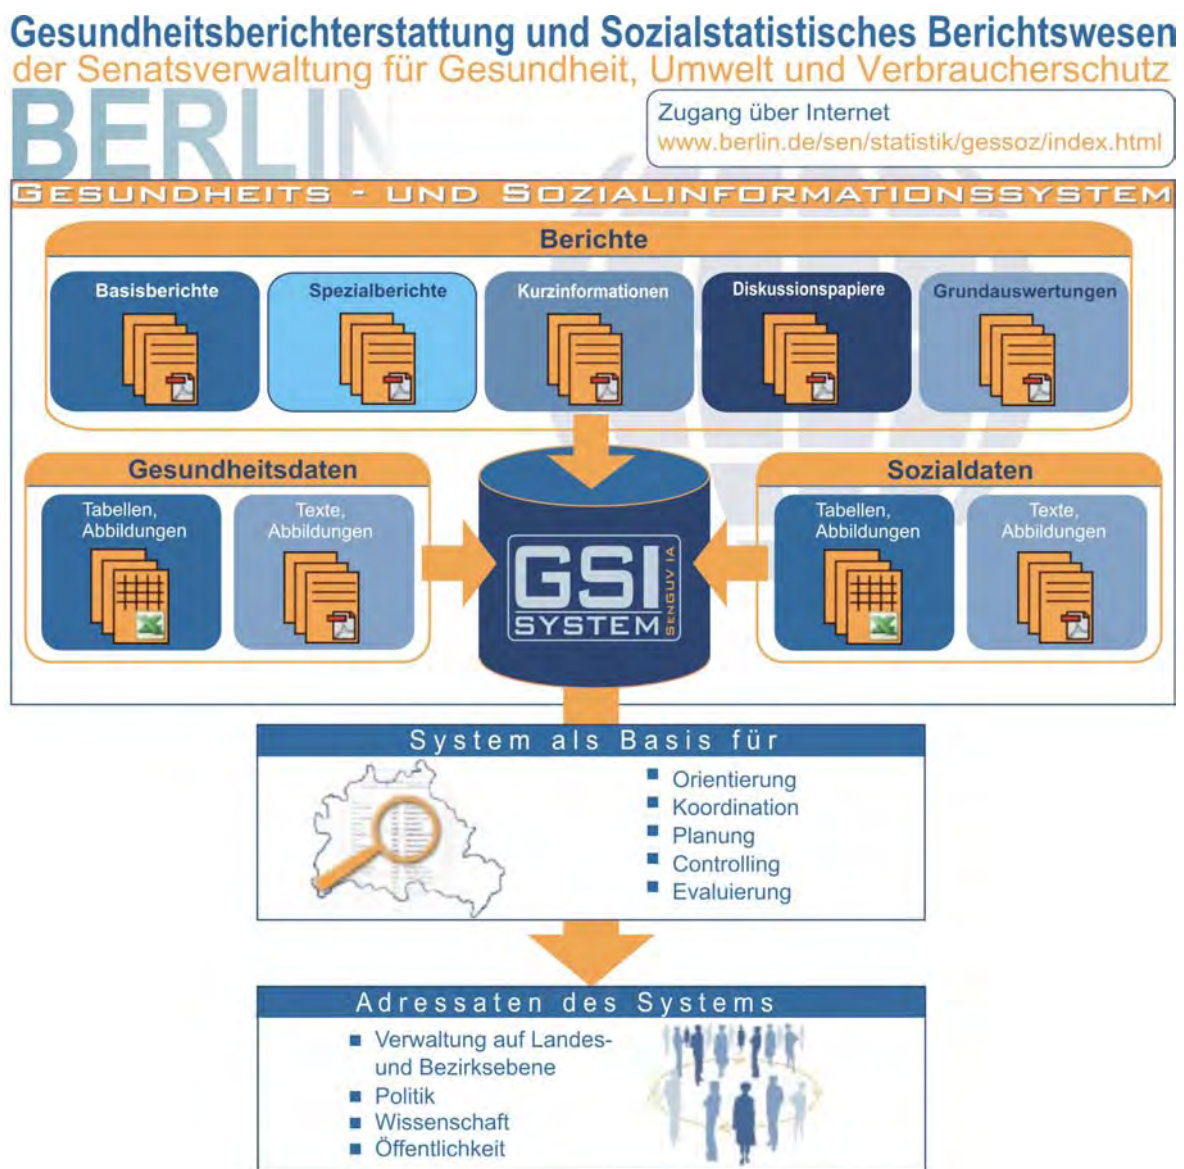 Gesundheitsberichterstattung und Sozialstatistisches Berichtswesen
der Senatsverwaltung für Gesundheit, Umwelt und Verbraucherschutz
BERLIN
Zugang über Internet
www.berlin.de/sen/statistik/gessoz/index.html
GESUNDHEITS - UND SOZIALINFORMATIONSSYSTEM
Berichte
Basisberichte
Spezialberichte
Kurzinformationen
Diskussionspapiere
Grundauswertungen
Gesundheitsdaten
Tabellen,
Abbildungen
Texte,
Abbildungen
GSI
SYSTEM
SENGUV IA
Sozialdaten
Tabellen,
Abbildungen
Texte,
Abbildungen
System als Basis für
▪ Orientierung
▪ Koordination
▪ Planung
▪ Controlling
▪ Evaluierung
Adressaten des Systems
▪ Verwaltung auf Landes-
und Bezirksebene
▪ Politik
▪ Wissenschaft
▪ Öffentlichkeit